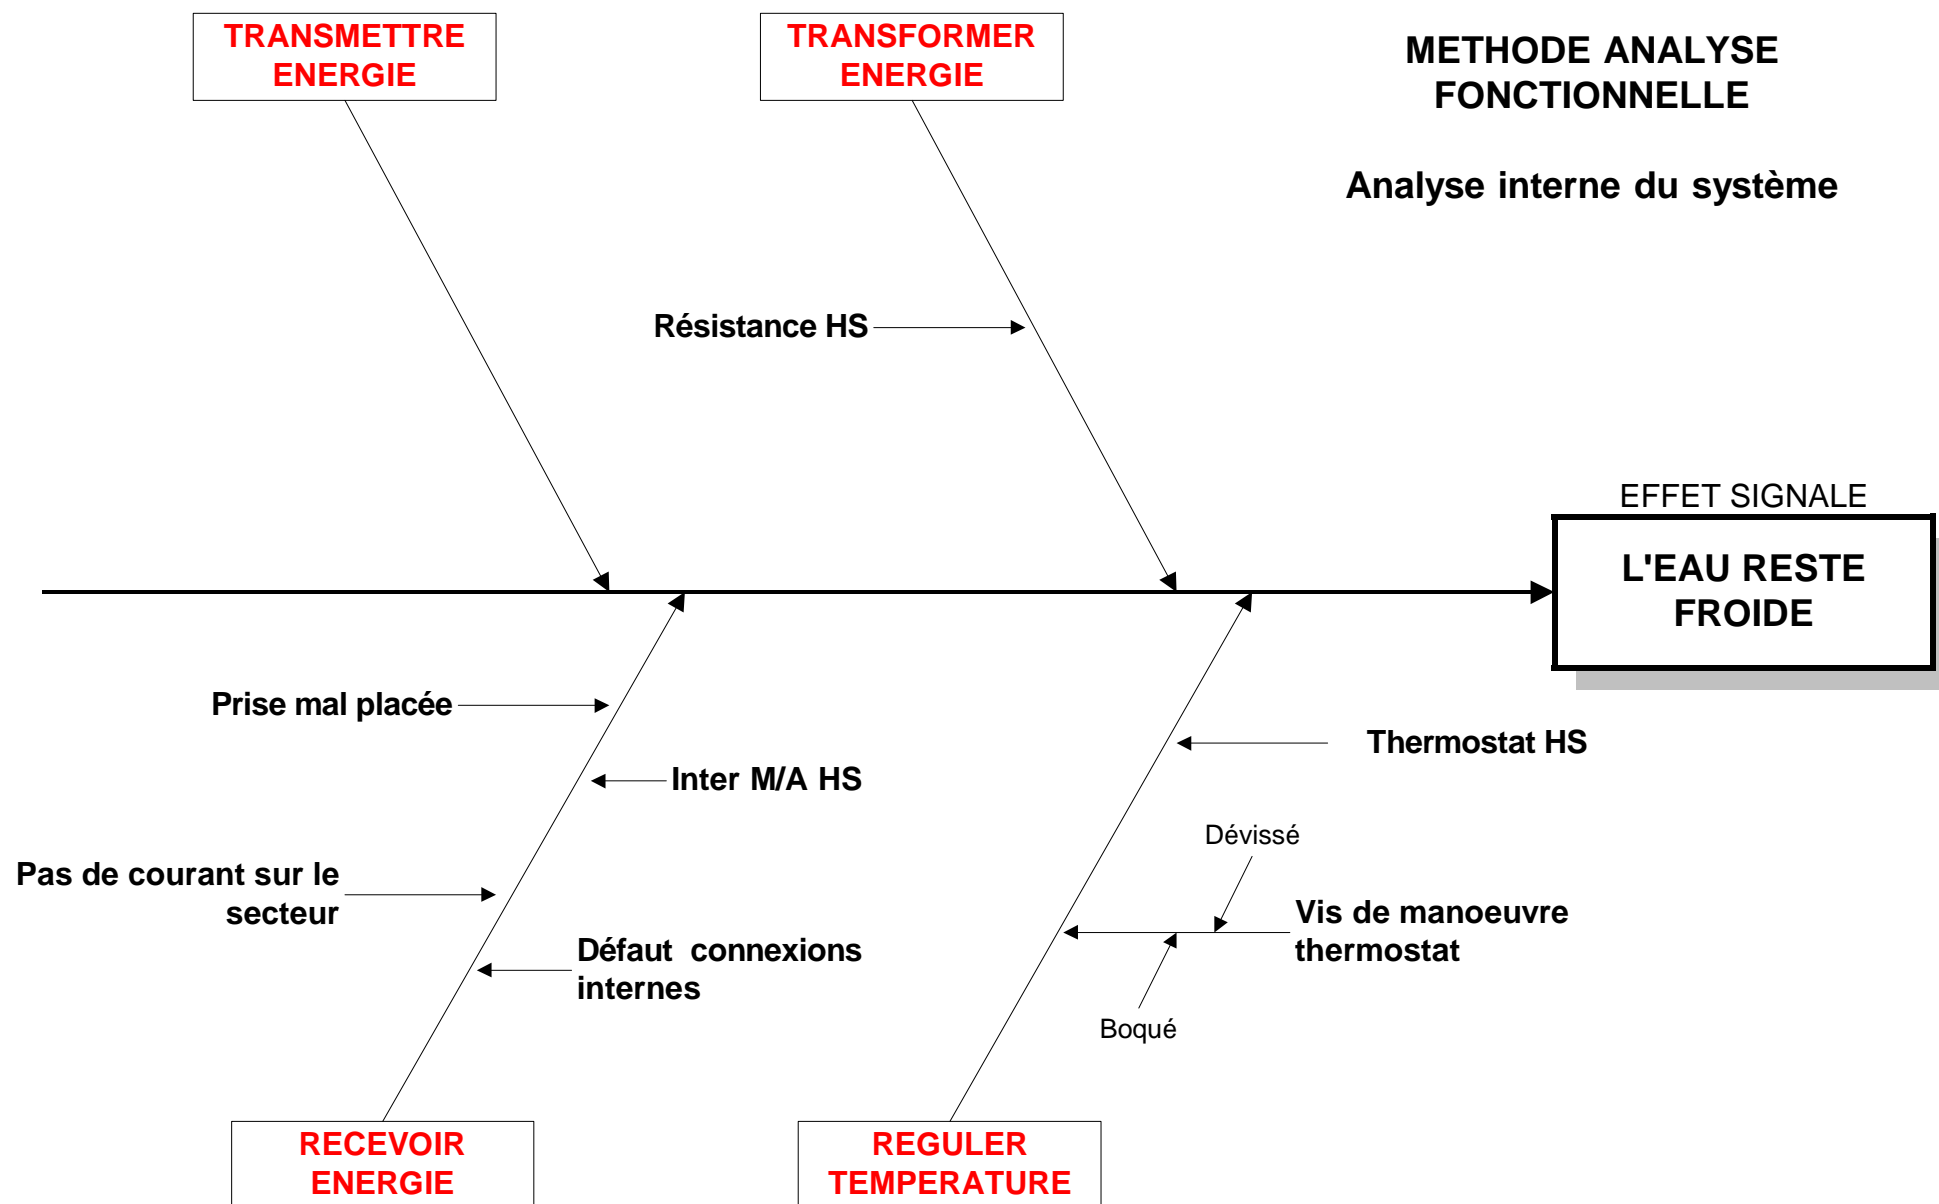 TRANSMETTRE
ENERGIE
TRANSFORMER
ENERGIE
METHODE ANALYSE
FONCTIONNELLE
Analyse interne du système
Résistance HS
EFFET SIGNALE
L'EAU RESTE
FROIDE
Prise mal placée
Thermostat HS
Inter M/A HS
Dévissé
Pas de courant sur le
secteur
Vis de manoeuvre
thermostat
Défaut connexions
internes
Boqué
RECEVOIR
ENERGIE
REGULER
TEMPERATURE